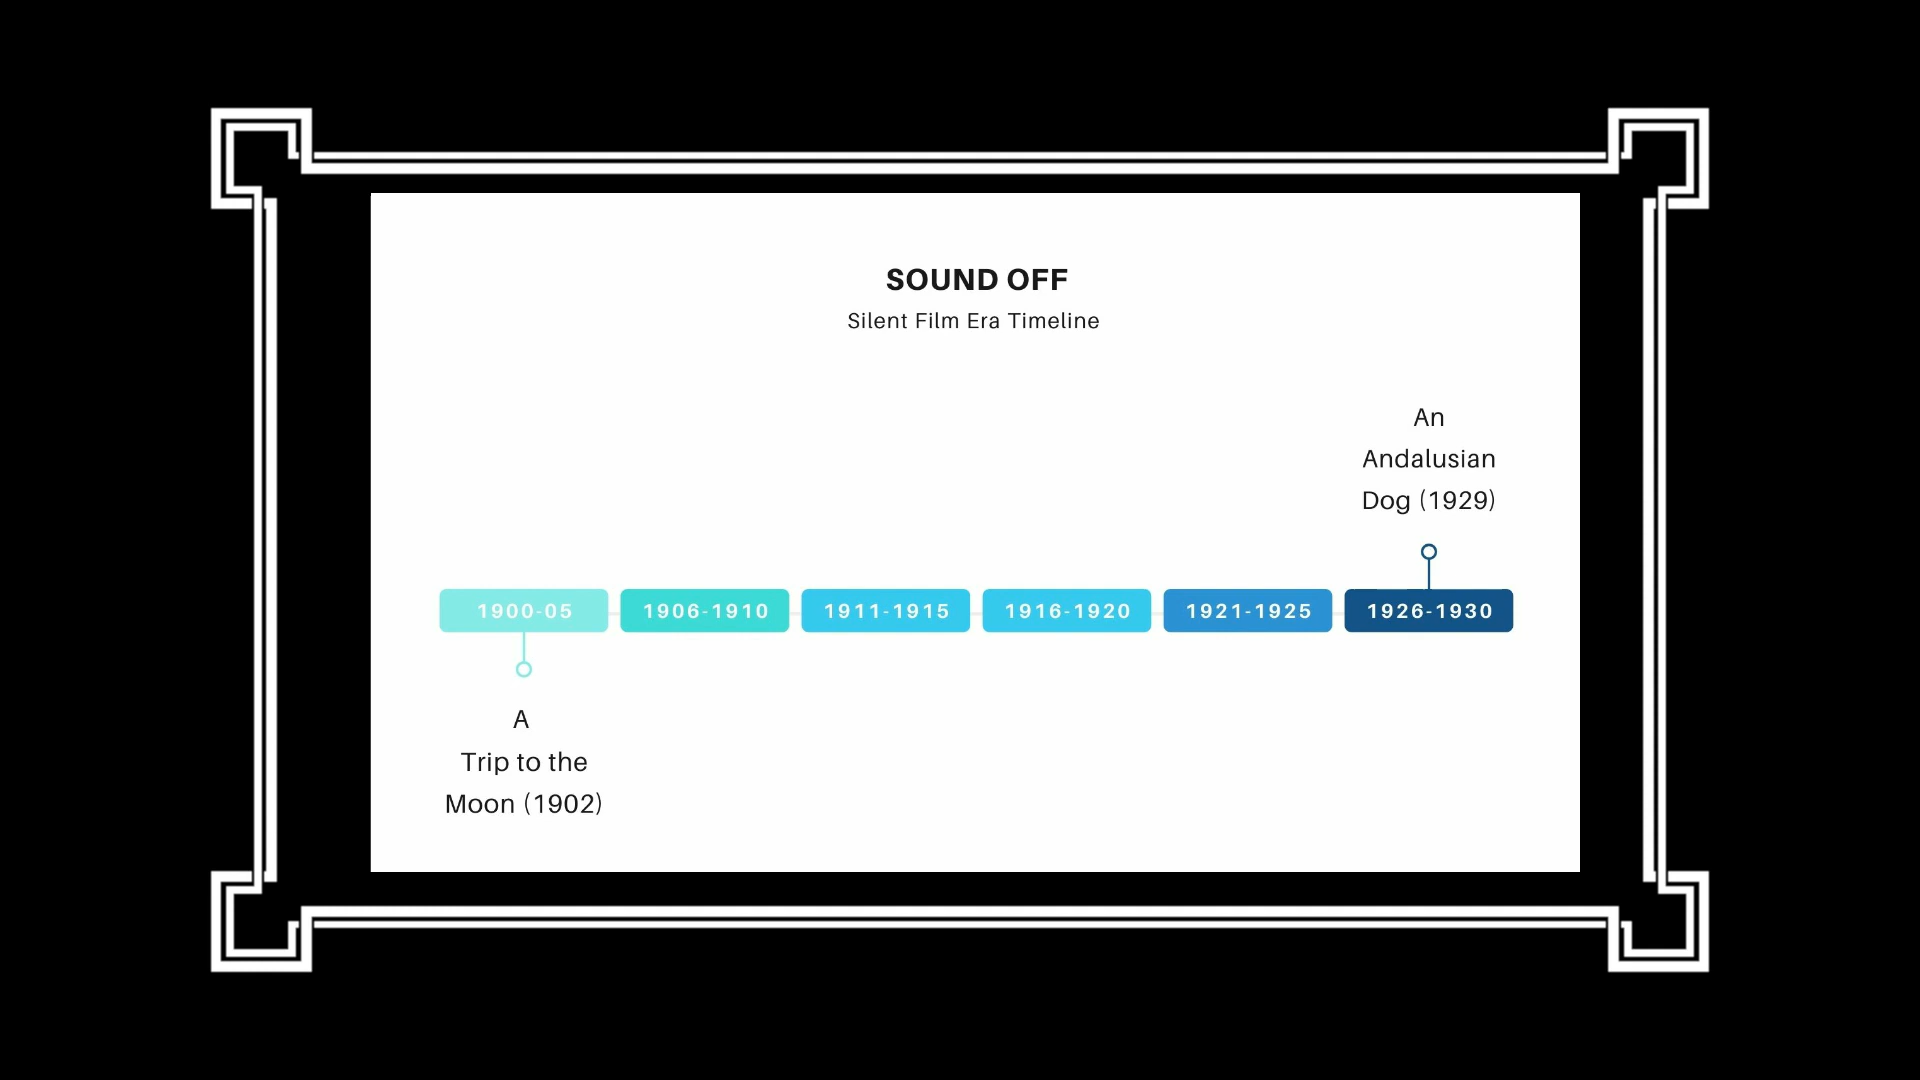 SOUND OFF
Silent Film Era Timeline
An
Andalusian
Dog (1929)
1900-05 1906-1910 1911-1915 1916-1920 1921-1925 1926-1930
A
Trip to the
Moon (1902)